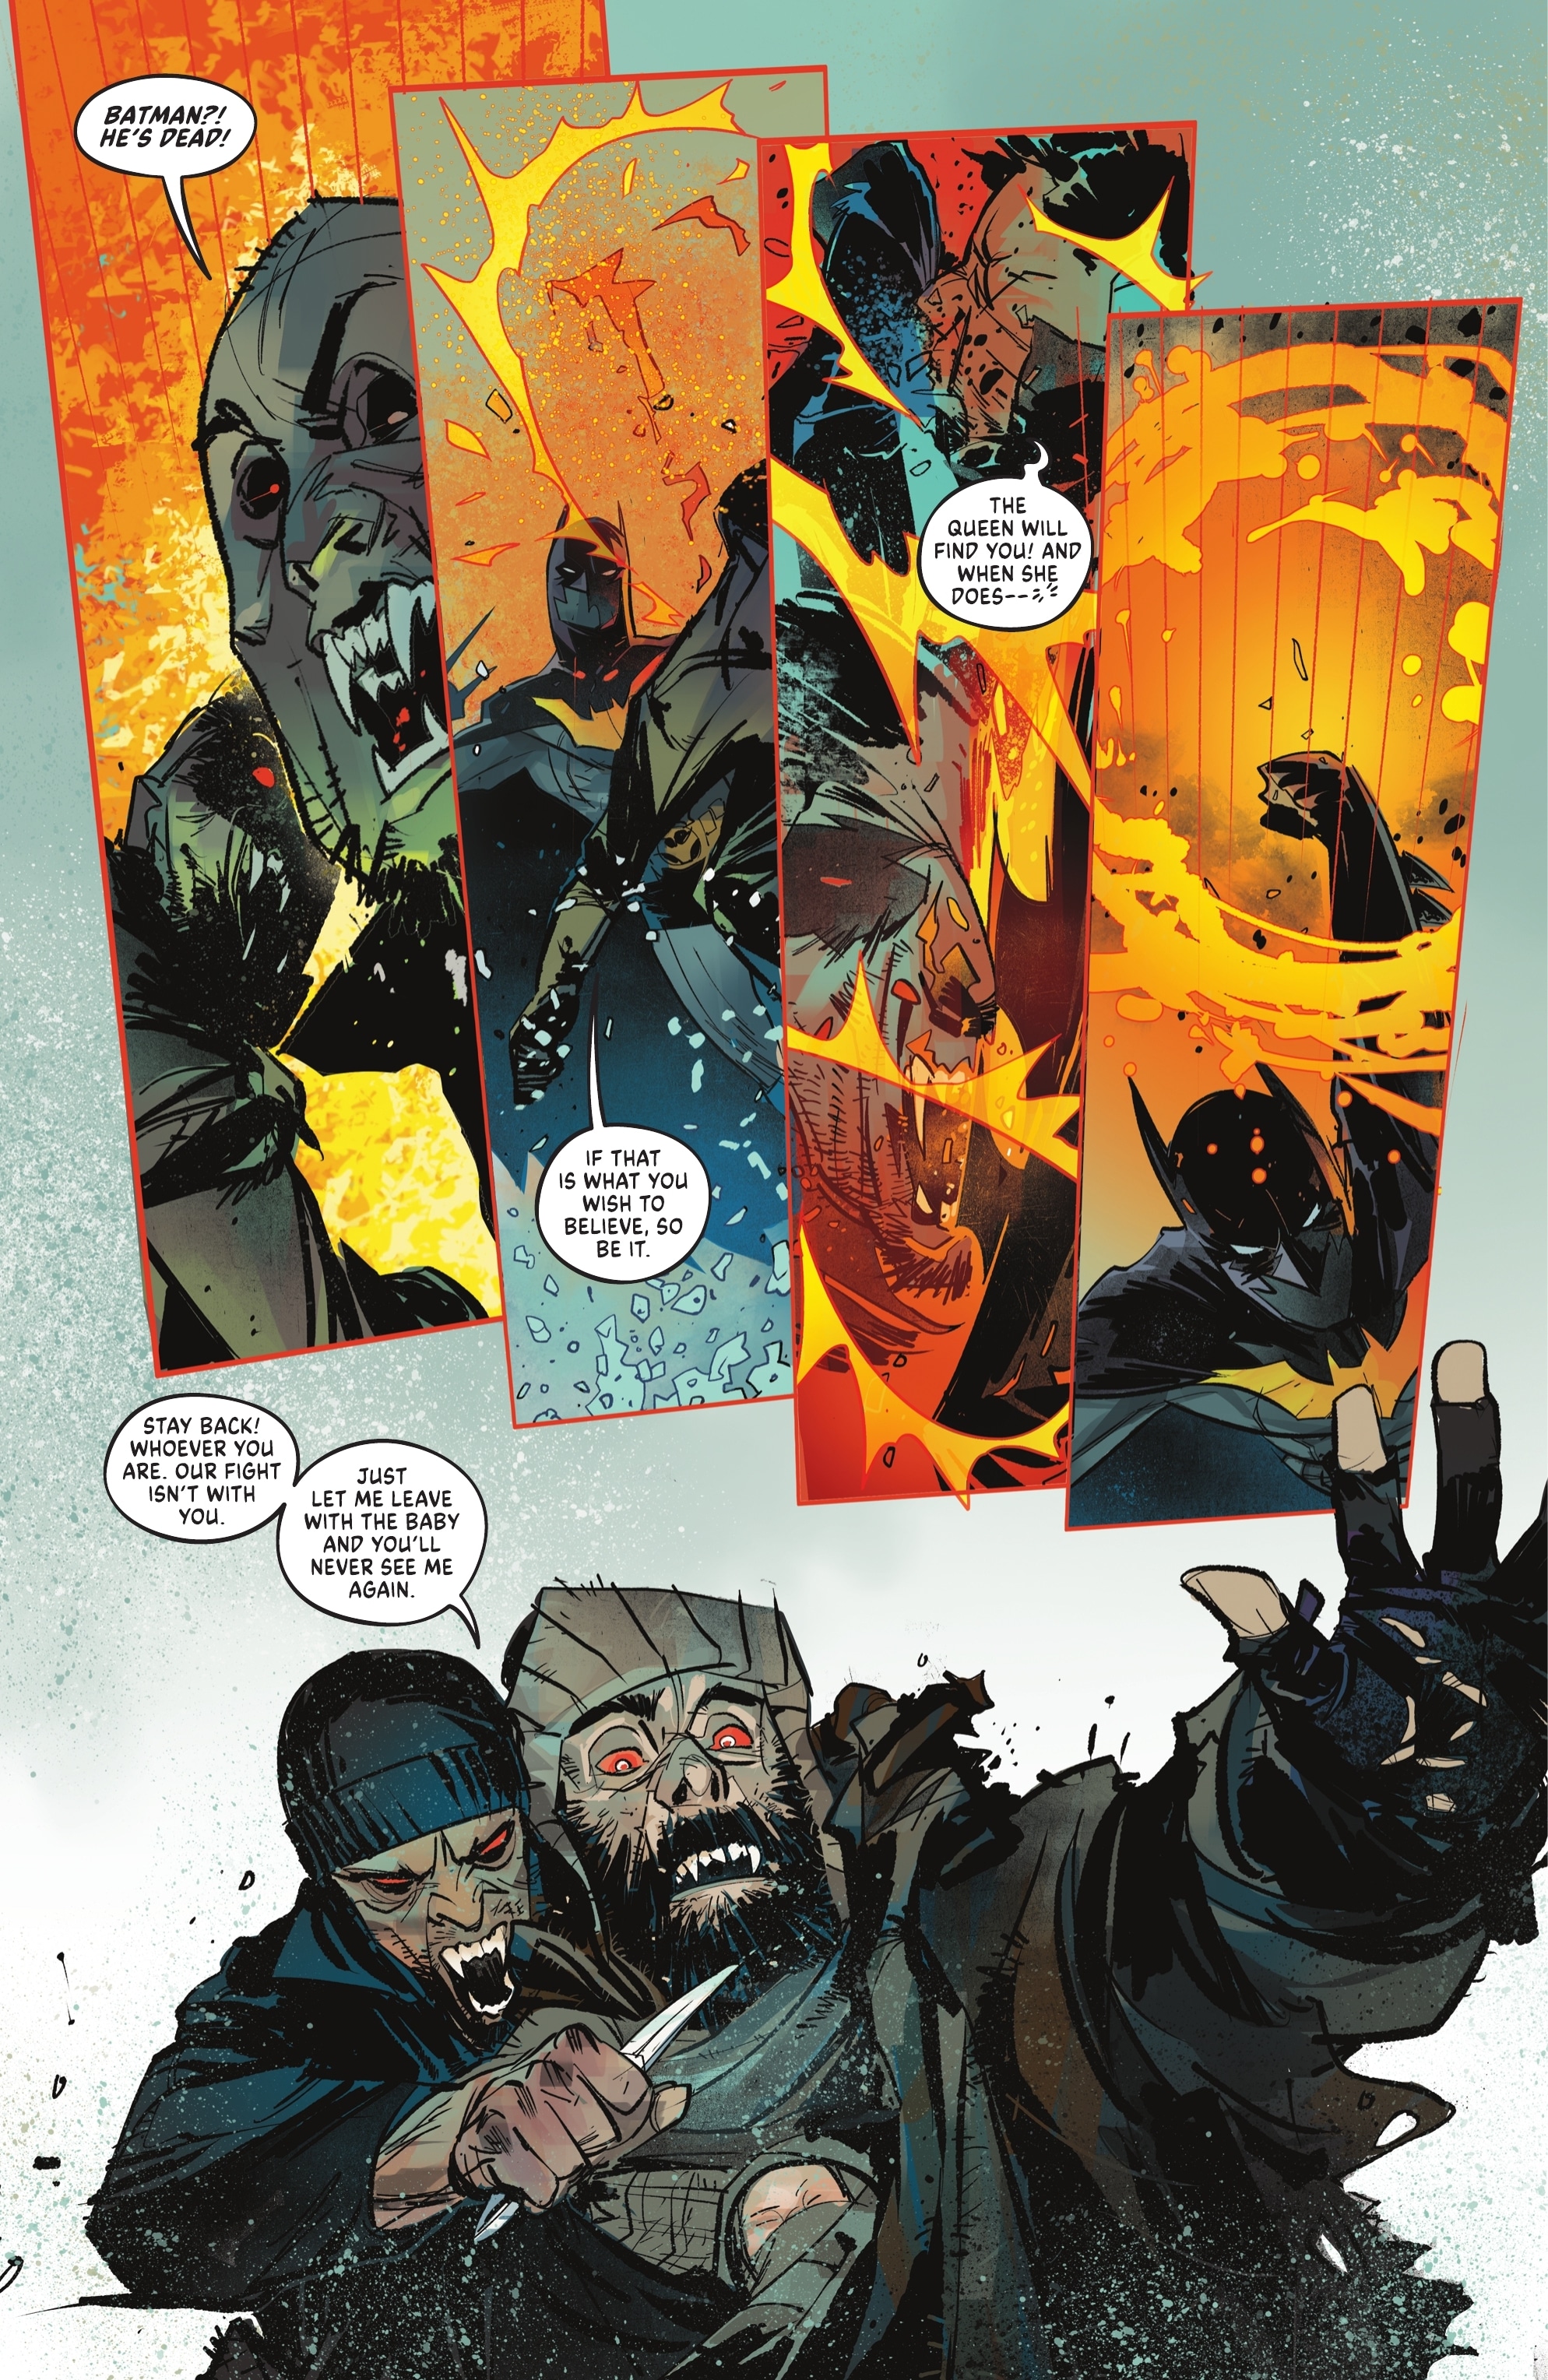 BATMAN?!
HE'S DEAD!
IF THAT
IS WHAT YOU
WISH TO
BELIEVE, SO
BE IT.
THE
QUEEN WILL
FIND YOU! AND
WHEN SHE
DOES--
STAY BACK!
WHOEVER YOU
ARE. OUR FIGHT
ISN'T WITH
YOU.
JUST
LET ME LEAVE
WITH THE BABY
AND YOU'LL
NEVER SEE ME
AGAIN.